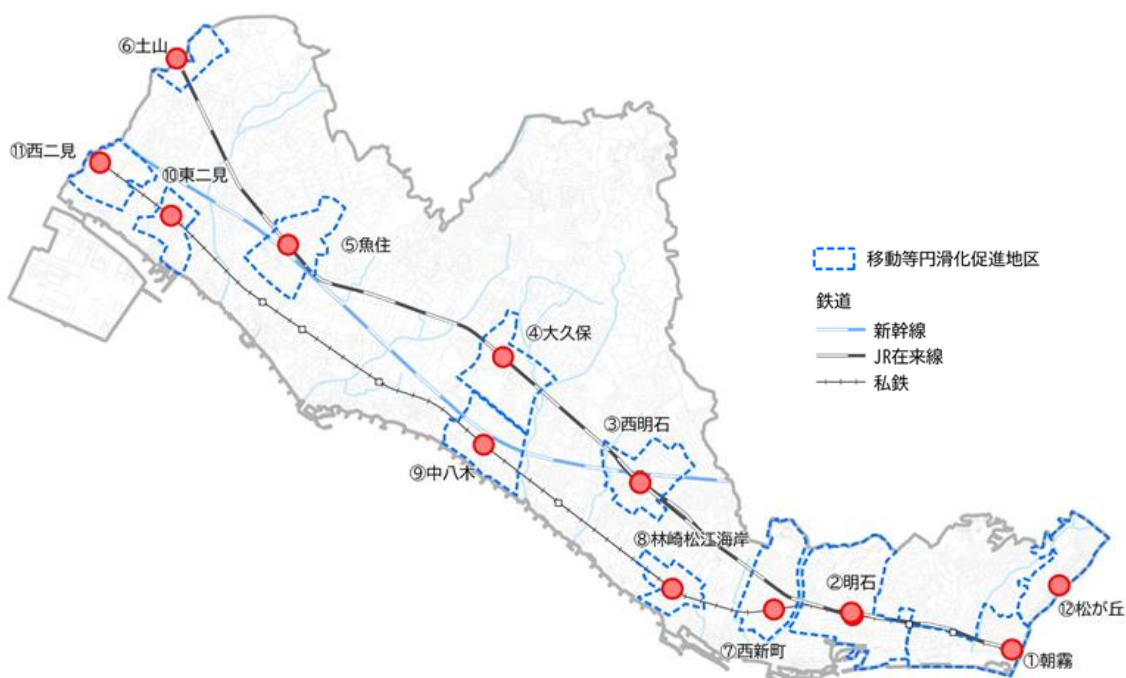 ⑥土山
⑪西二見
⑩東二見
⑤魚住
移動等円滑化促進地区
鉄道
新幹線
④大久保
JR在来線
私鉄
③西明石
⑨中八木
⑧林崎松江海岸
②明石
⑫松が丘
⑦西新町
①朝霧